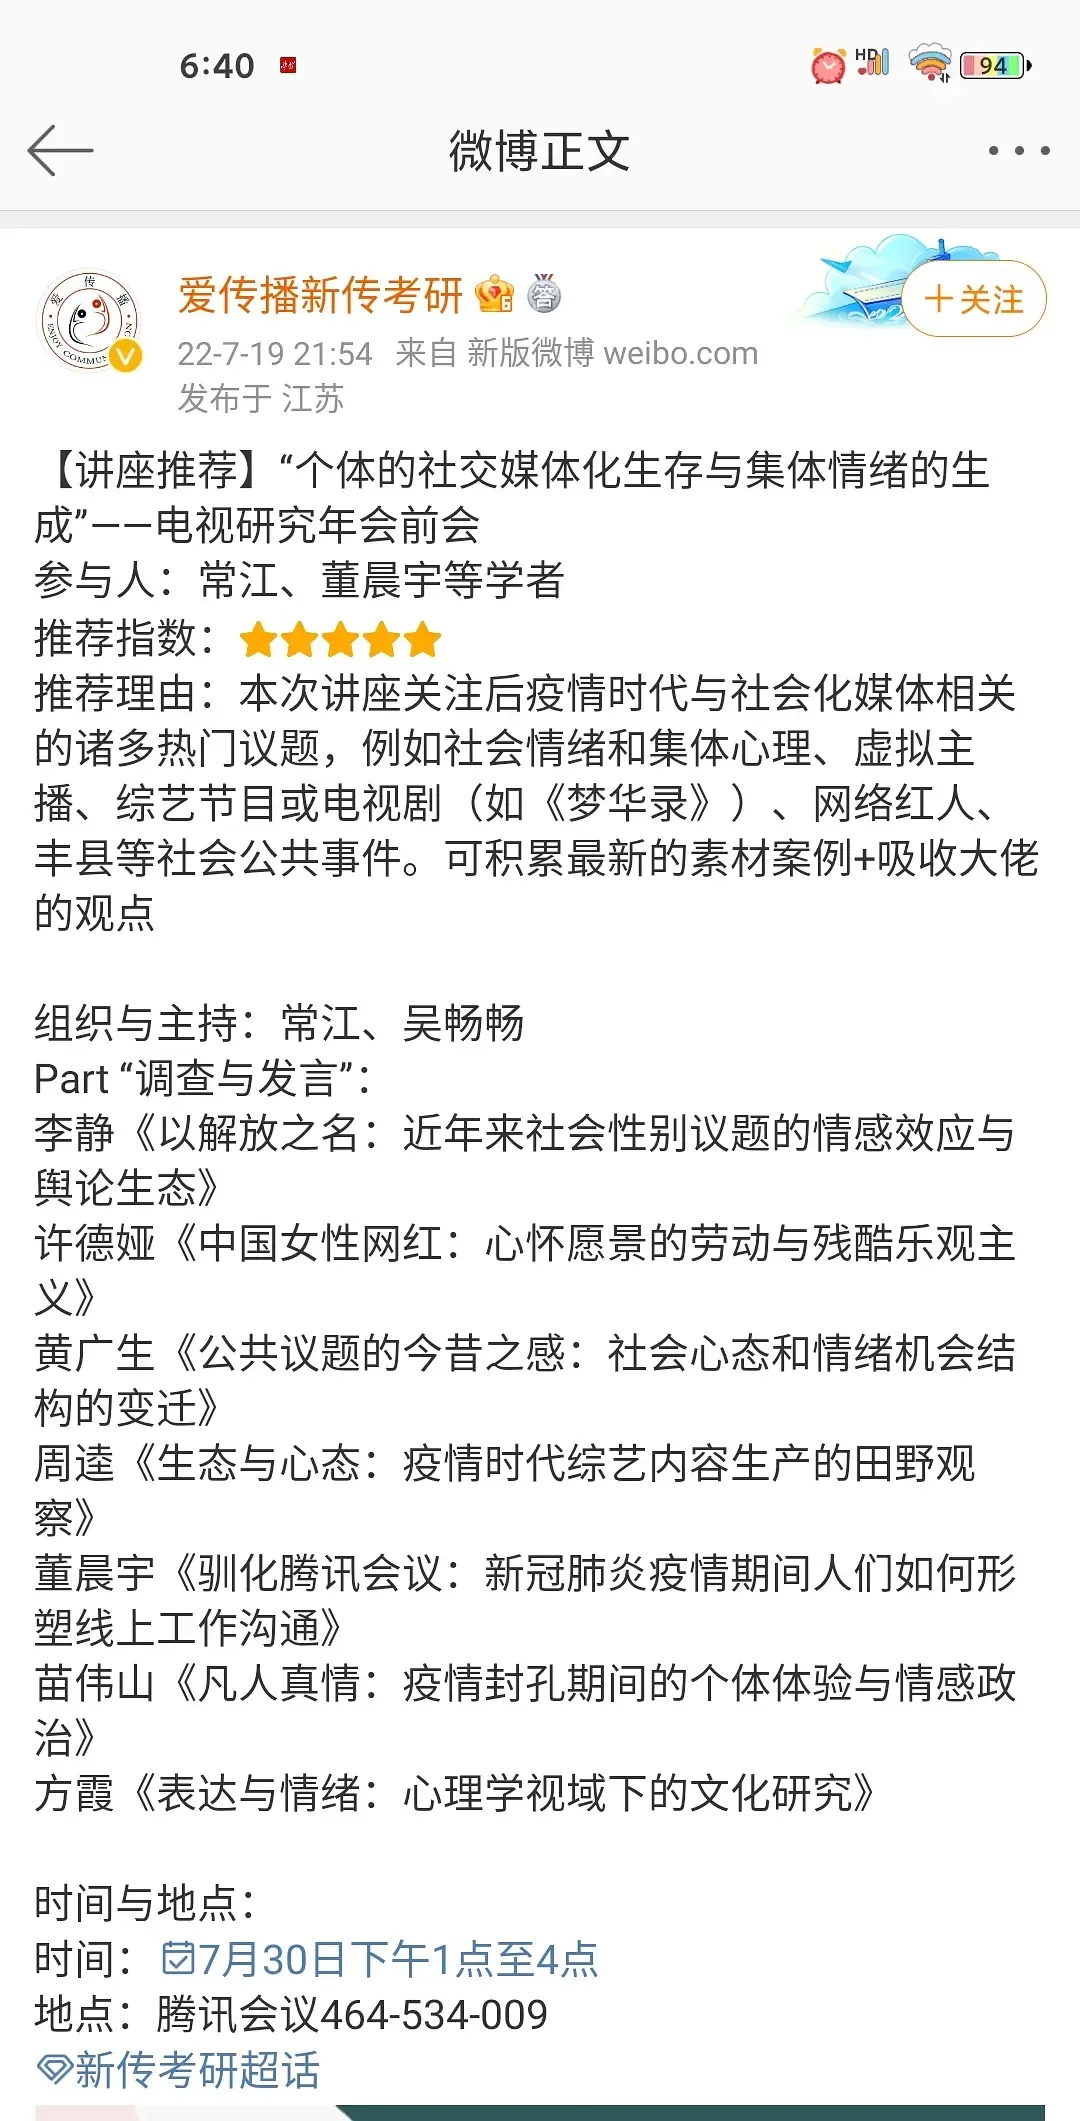 6:40
HD
94
微博正文
爱传播新传考研
答
+关注
爱传播
ENJOY COMMUN
V
22-7-19 21:54 来自 新版微博 weibo.com
发布于 江苏
【讲座推荐】“个体的社交媒体化生存与集体情绪的生
成”——电视研究年会前会
参与人：常江、董晨宇等学者
推荐指数：⭐⭐⭐⭐⭐
推荐理由：本次讲座关注后疫情时代与社会化媒体相关
的诸多热门议题，例如社会情绪和集体心理、虚拟主
播、综艺节目或电视剧（如《梦华录》）、网络红人、
丰县等社会公共事件。可积累最新的素材案例+吸收大佬
的观点
组织与主持：常江、吴畅畅
Part “调查与发言”：
李静《以解放之名：近年来社会性别议题的情感效应与
舆论生态》
许德娅《中国女性网红：心怀愿景的劳动与残酷乐观主
义》
黄广生《公共议题的今昔之感：社会心态和情绪机会结
构的变迁》
周逵《生态与心态：疫情时代综艺内容生产的田野观
察》
董晨宇《驯化腾讯会议：新冠肺炎疫情期间人们如何形
塑线上工作沟通》
苗伟山《凡人真情：疫情封孔期间的个体体验与情感政
治》
方霞《表达与情绪：心理学视域下的文化研究》
时间与地点：
时间：7月30日下午1点至4点
地点：腾讯会议464-534-009
新传考研超话